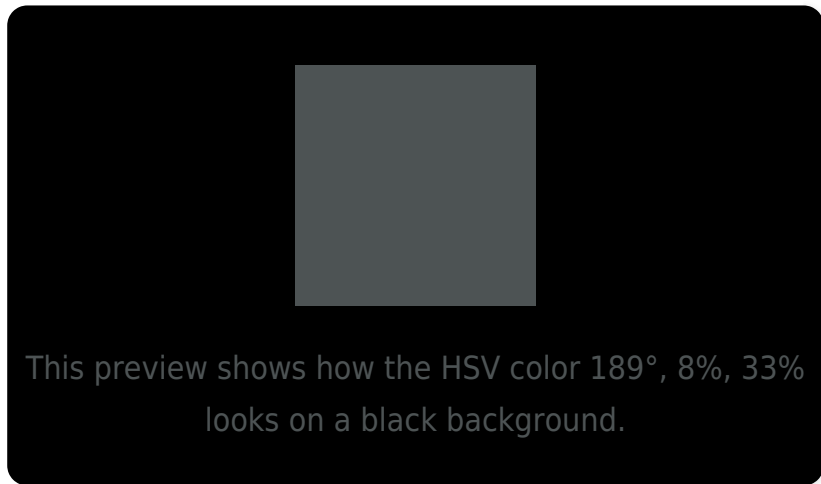 This preview shows how the HSV color 189°, 8%, 33%
looks on a black background.